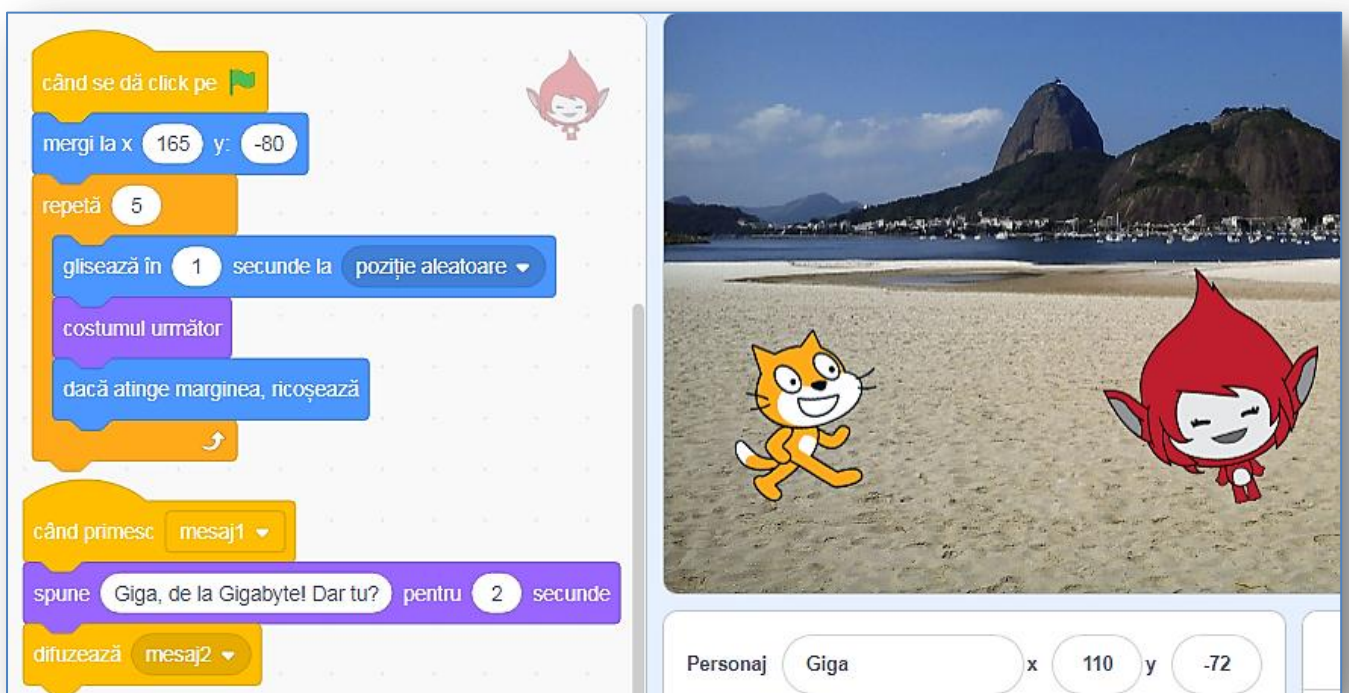 când se dă click pe
mergi la x 165 y: -80
repetă 5
glisează în 1 secunde la poziție aleatoare
costumul următor
dacă atinge marginea, ricoșează
când primesc mesaj1
spune Giga, de la Gigabyte! Dar tu? pentru 2 secunde
difuzează mesaj2
Personaj Giga x 110 y -72